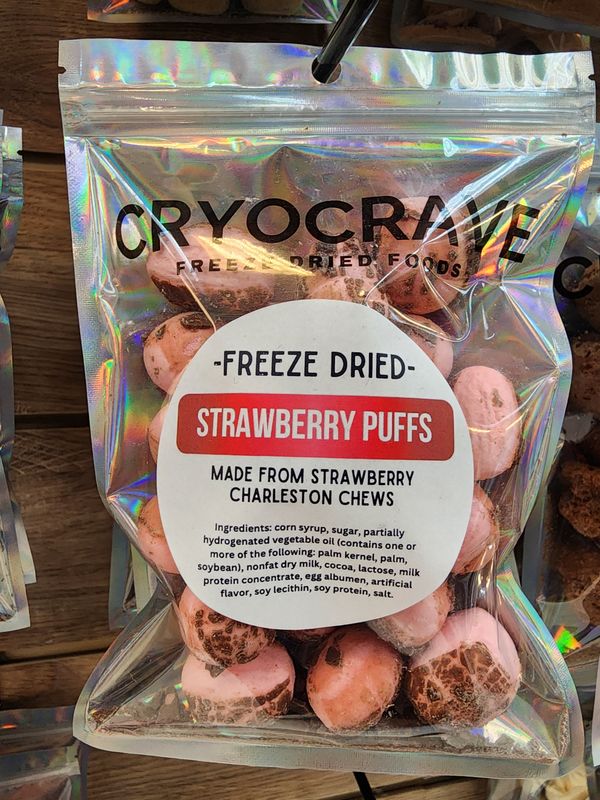 CRYOCRAVE
FREEZE DRIED FOODS
-FREEZE DRIED-
STRAWBERRY PUFFS
MADE FROM STRAWBERRY
CHARLESTON CHEWS
Ingredients: corn syrup, sugar, partially
hydrogenated vegetable oil (contains one or
more of the following: palm kernel, palm,
soybean), nonfat dry milk, cocoa, lactose, milk
protein concentrate, egg albumen, artificial
flavor, soy lecithin, soy protein, salt.
C